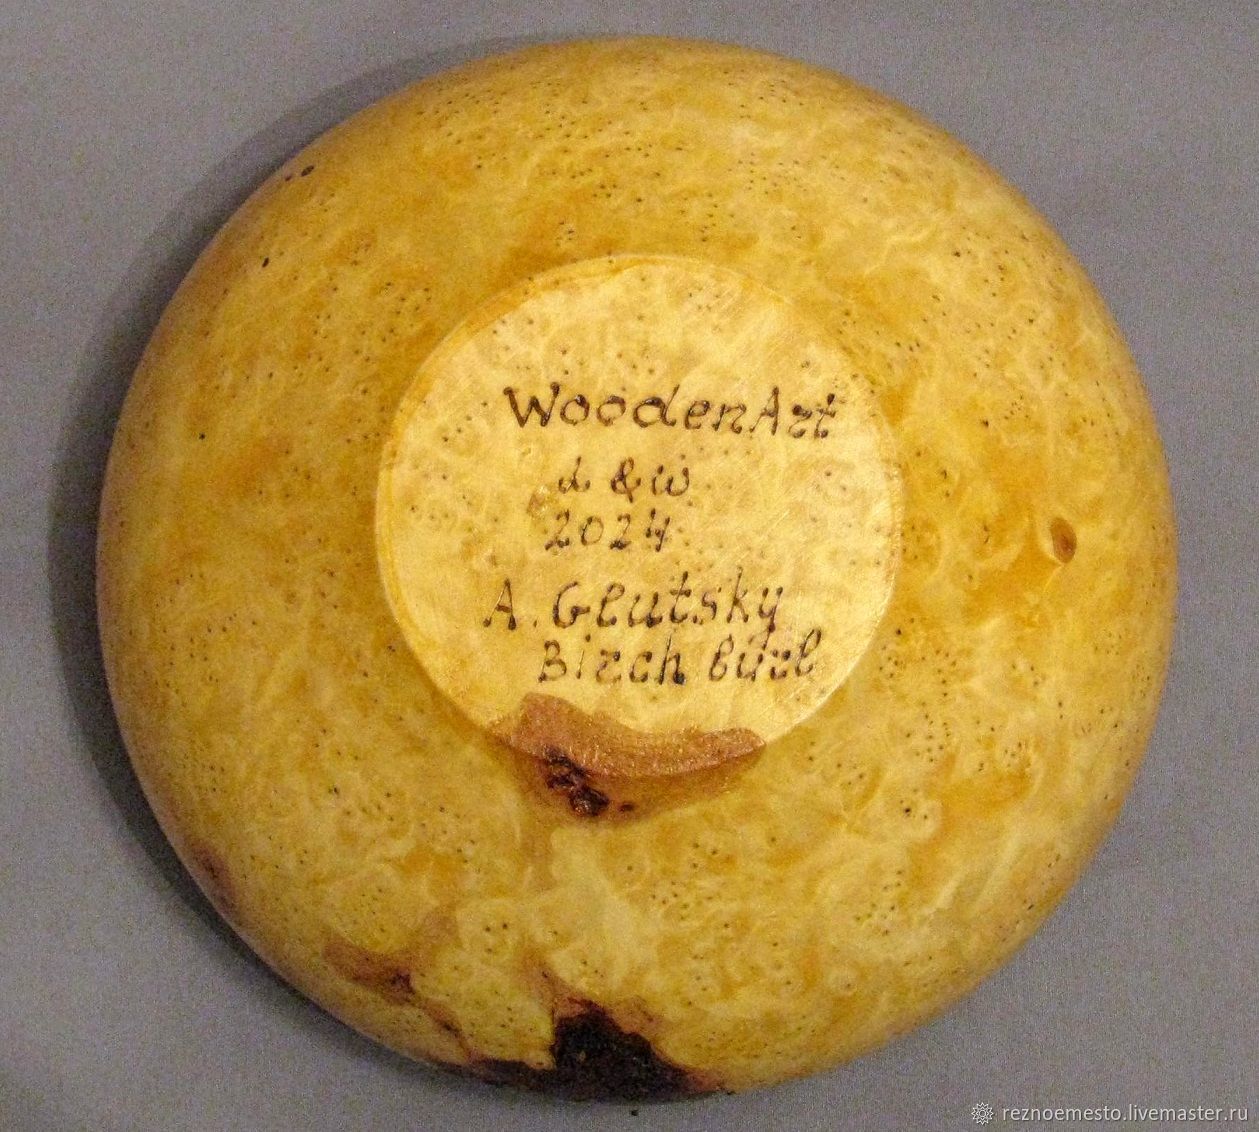 WoodenArt
d & w
2024
A. Glutsky
Birch burl
reznoemesto.livemaster.ru